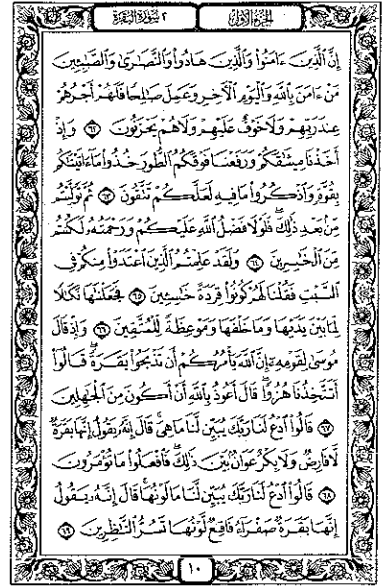 الجزء الأول
٢ سورة البقرة
إِنَّ ٱلَّذِينَ ءَامَنُوا۟ وَٱلَّذِينَ هَادُوا۟ وَٱلنَّصَٰرَىٰ وَٱلصَّٰبِـِٔينَ
مَنْ ءَامَنَ بِٱللَّهِ وَٱلْيَوْمِ ٱلْـَٔاخِرِ وَعَمِلَ صَٰلِحًا فَلَهُمْ أَجْرُهُمْ
عِندَ رَبِّهِمْ وَلَا خَوْفٌ عَلَيْهِمْ وَلَا هُمْ يَحْزَنُونَ ٦٢ وَإِذْ
أَخَذْنَا مِيثَٰقَكُمْ وَرَفَعْنَا فَوْقَكُمُ ٱلطُّورَ خُذُوا۟ مَآ ءَاتَيْنَٰكُم
بِقُوَّةٍ وَٱذْكُرُوا۟ مَا فِيهِ لَعَلَّكُمْ تَتَّقُونَ ٦٣ ثُمَّ تَوَلَّيْتُم
مِّنۢ بَعْدِ ذَٰلِكَ ۖ فَلَوْلَا فَضْلُ ٱللَّهِ عَلَيْكُمْ وَرَحْمَتُهُۥ لَكُنتُم
مِّنَ ٱلْخَٰسِرِينَ ٦٤ وَلَقَدْ عَلِمْتُمُ ٱلَّذِينَ ٱعْتَدَوْا۟ مِنكُمْ فِى
ٱلسَّبْتِ فَقُلْنَا لَهُمْ كُونُوا۟ قِرَدَةً خَٰسِـِٔينَ ٦٥ فَجَعَلْنَٰهَا نَكَٰلًا
لِّمَا بَيْنَ يَدَيْهَا وَمَا خَلْفَهَا وَمَوْعِظَةً لِّلْمُتَّقِينَ ٦٦ وَإِذْ قَالَ
مُوسَىٰ لِقَوْمِهِۦٓ إِنَّ ٱللَّهَ يَأْمُرُكُمْ أَن تَذْبَحُوا۟ بَقَرَةً ۖ قَالُوٓا۟
أَتَتَّخِذُنَا هُزُوًا ۖ قَالَ أَعُوذُ بِٱللَّهِ أَنْ أَكُونَ مِنَ ٱلْجَٰهِلِينَ
٦٧ قَالُوا۟ ٱدْعُ لَنَا رَبَّكَ يُبَيِّن لَّنَا مَا هِىَ ۚ قَالَ إِنَّهُۥ يَقُولُ إِنَّهَا بَقَرَةٌ
لَّا فَارِضٌ وَلَا بِكْرٌ عَوَانٌۢ بَيْنَ ذَٰلِكَ ۖ فَٱفْعَلُوا۟ مَا تُؤْمَرُونَ
٦٨ قَالُوا۟ ٱدْعُ لَنَا رَبَّكَ يُبَيِّن لَّنَا مَا لَوْنُهَا ۚ قَالَ إِنَّهُۥ يَقُولُ
إِنَّهَا بَقَرَةٌ صَفْرَآءُ فَاقِعٌ لَّوْنُهَا تَسُرُّ ٱلنَّٰظِرِينَ ٦٩
١٠